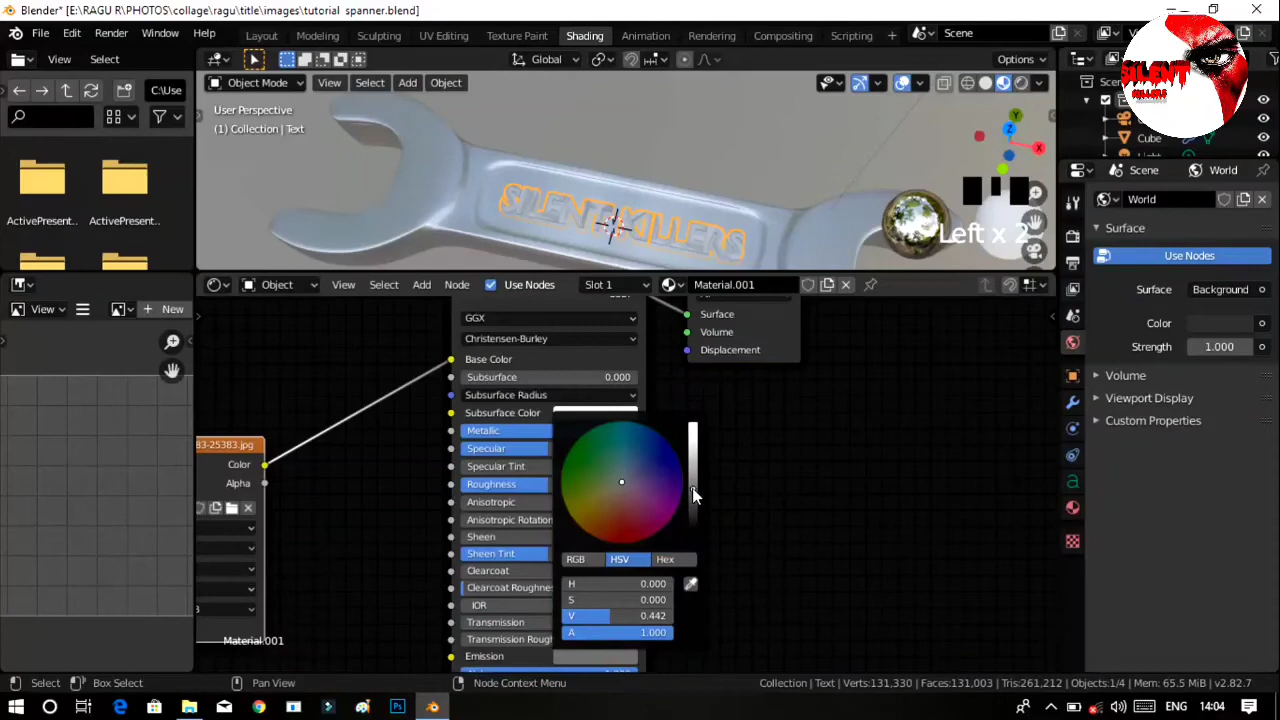 Blender* [E:\RAGU R\PHOTOS\collage\ragu\title\images\tutorial spanner.blend]
File Edit Render Window Help Layout Modeling Sculpting UV Editing Texture Paint Shading Animation Rendering Compositing Scripting Scene
View Select Global Options
SILENT
KILLERS
C:\Use Object Mode View Select Add Object
User Perspective
(1) Collection | Text
Cube
SILENT KILLERS
Left x 2
ActivePresent... ActivePresent...
Scene World
World
Surface
Use Nodes
Surface Background
Color
Strength 1.000
Volume
Viewport Display
Custom Properties
Object View Select Add Node Use Nodes Slot 1 Material.001
View New
GGX
Christensen-Burley
Base Color
Subsurface 0.000
Subsurface Radius
Subsurface Color
Metallic
Specular
Specular Tint
Roughness
Anisotropic
Anisotropic Rotation
Sheen
Sheen Tint
Clearcoat
Clearcoat Roughness
IOR
Transmission
Transmission Rough
Emission
Surface
Volume
Displacement
83-25383.jpg
Color
Alpha
RGB HSV Hex
H 0.000
S 0.000
V 0.442
A 1.000
Material.001
Select Box Select Pan View Node Context Menu Collection | Text | Verts:131,330 | Faces:131,003 | Tris:261,212 | Objects:1/4 | Mem: 65.5 MiB | v2.82.7
ENG 14:04